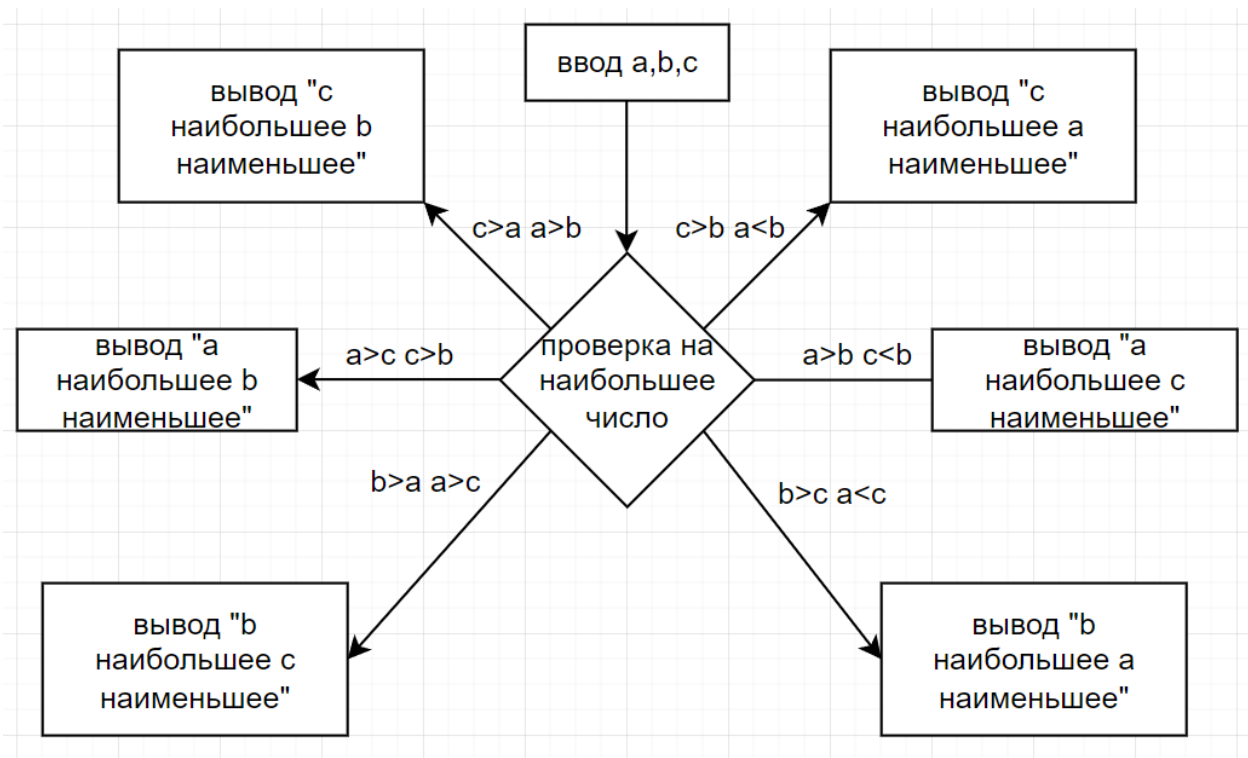 ввод a,b,c
вывод "c
наибольшее b
наименьшее"
вывод "c
наибольшее a
наименьшее"
c>a a>b
c>b a<b
вывод "a
наибольшее b
наименьшее"
a>c c>b
проверка на
наибольшее
число
a>b c<b
вывод "a
наибольшее c
наименьшее"
b>a a>c
b>c a<c
вывод "b
наибольшее c
наименьшее"
вывод "b
наибольшее a
наименьшее"